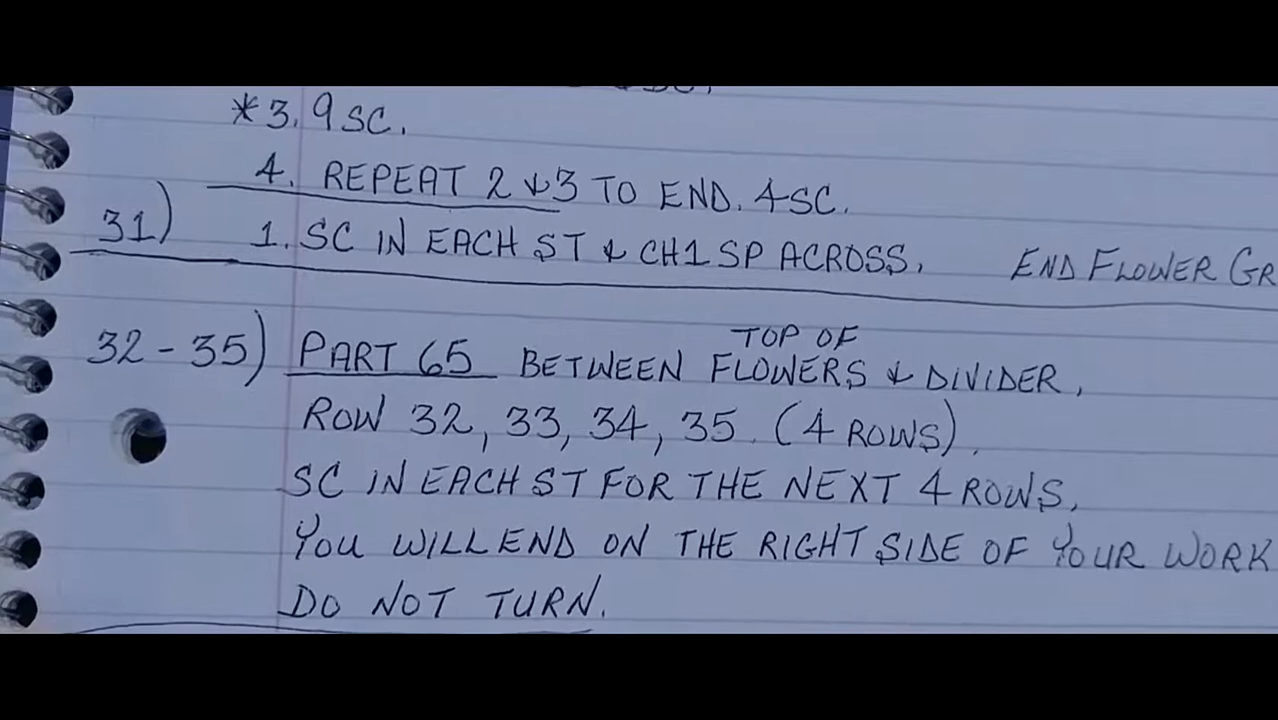 *3. 9 SC.
4. REPEAT 2 & 3 TO END. 4 SC.
31) 1. SC IN EACH ST & CH1 SP ACROSS. END FLOWER GR
TOP OF
32 - 35) PART 65 BETWEEN FLOWERS & DIVIDER.
ROW 32, 33, 34, 35. (4 ROWS).
SC IN EACH ST FOR THE NEXT 4 ROWS.
YOU WILL END ON THE RIGHT SIDE OF YOUR WORK
DO NOT TURN.